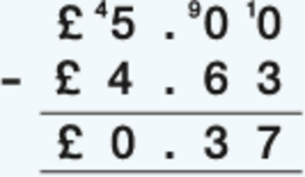 £ ⁴5 . ⁹0 ¹0
- £ 4 . 6 3
£ 0 . 3 7